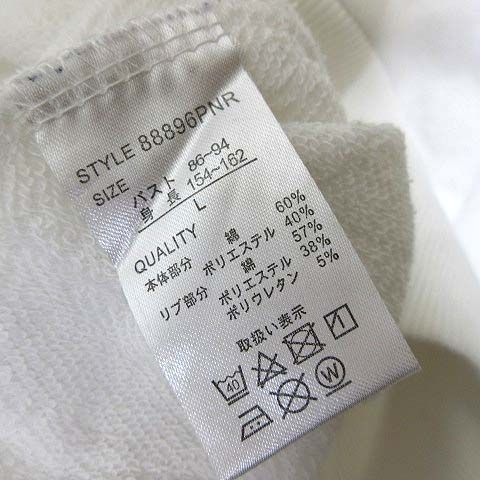 STYLE 88896PNR
SIZE
バスト 86~94
身長 154~162
L
QUALITY
本体部分 綿 60%
ポリエステル 40%
リブ部分 綿 57%
ポリエステル 38%
ポリウレタン 5%
取扱い表示
40
W